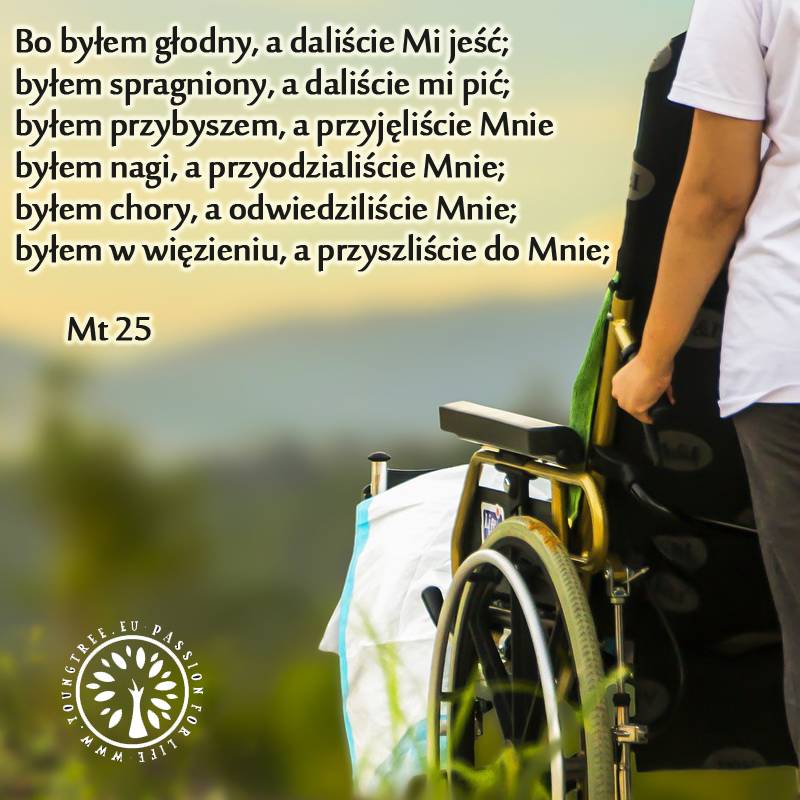 Bo byłem głodny, a daliście Mi jeść;
byłem spragniony, a daliście mi pić;
byłem przybyszem, a przyjęliście Mnie
byłem nagi, a przyodzialiście Mnie;
byłem chory, a odwiedziliście Mnie;
byłem w więzieniu, a przyszliście do Mnie;
Mt 25
WWW.YOUNGTREE.EU · PASSION FOR LIFE ·